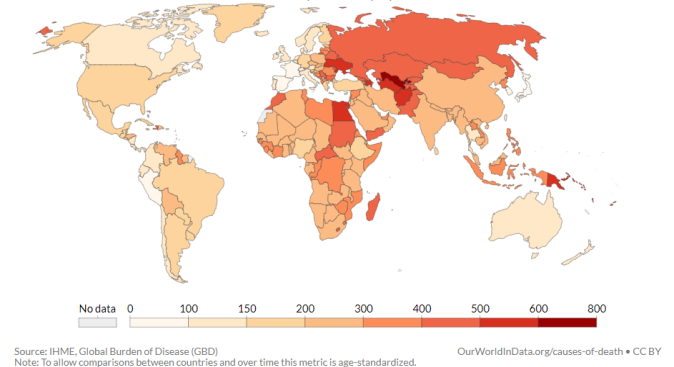 No data 0 100 150 200 300 400 500 600 800
Source: IHME, Global Burden of Disease (GBD) OurWorldInData.org/causes-of-death • CC BY
Note: To allow comparisons between countries and over time this metric is age-standardized.